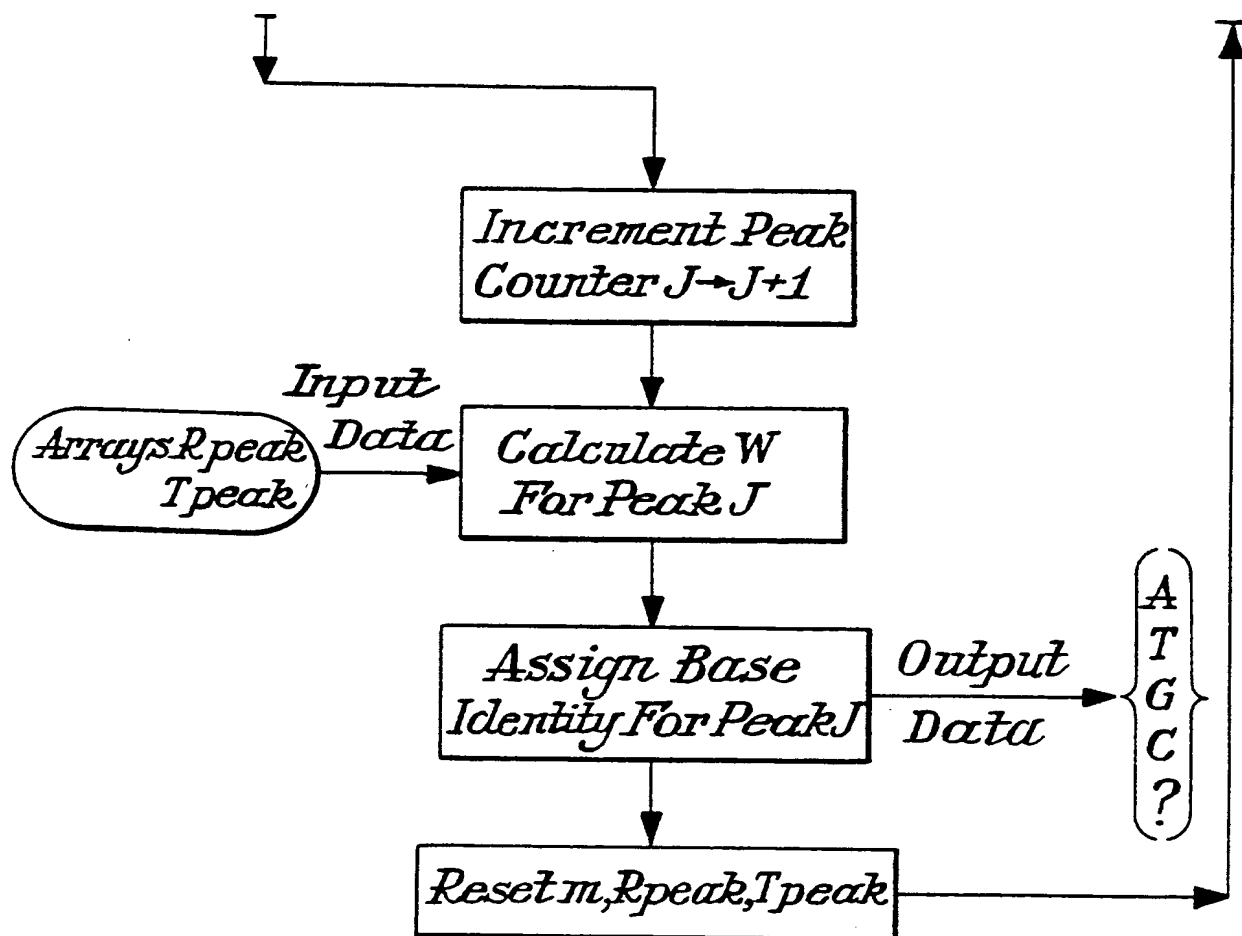 Increment Peak
Counter J→J+1
Input
Data
Arrays Rpeak
Tpeak
Calculate W
For Peak J
Assign Base
Identity For Peak J
Output
Data
A
T
G
C
?
Reset m, Rpeak, Tpeak